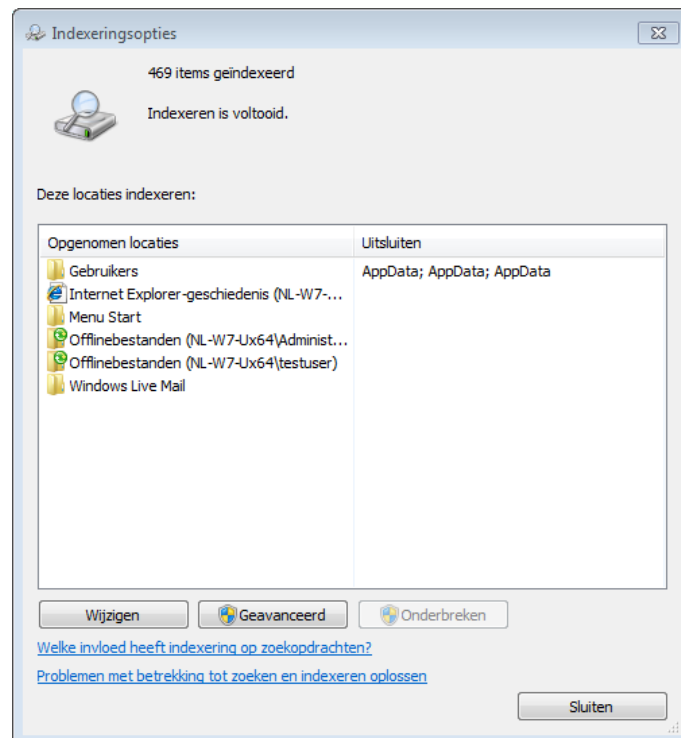 Indexeringsopties
469 items geïndexeerd
Indexeren is voltooid.
Deze locaties indexeren:
Opgenomen locaties Uitsluiten
Gebruikers AppData; AppData; AppData
Internet Explorer-geschiedenis (NL-W7-...
Menu Start
Offlinebestanden (NL-W7-Ux64\Administ...
Offlinebestanden (NL-W7-Ux64\testuser)
Windows Live Mail
Wijzigen Geavanceerd Onderbreken
Welke invloed heeft indexering op zoekopdrachten?
Problemen met betrekking tot zoeken en indexeren oplossen
Sluiten